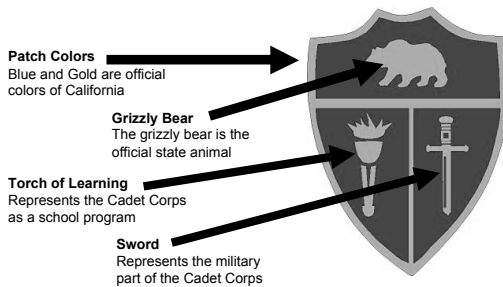 Patch Colors
Blue and Gold are official
colors of California
Grizzly Bear
The grizzly bear is the
official state animal
Torch of Learning
Represents the Cadet Corps
as a school program
Sword
Represents the military
part of the Cadet Corps